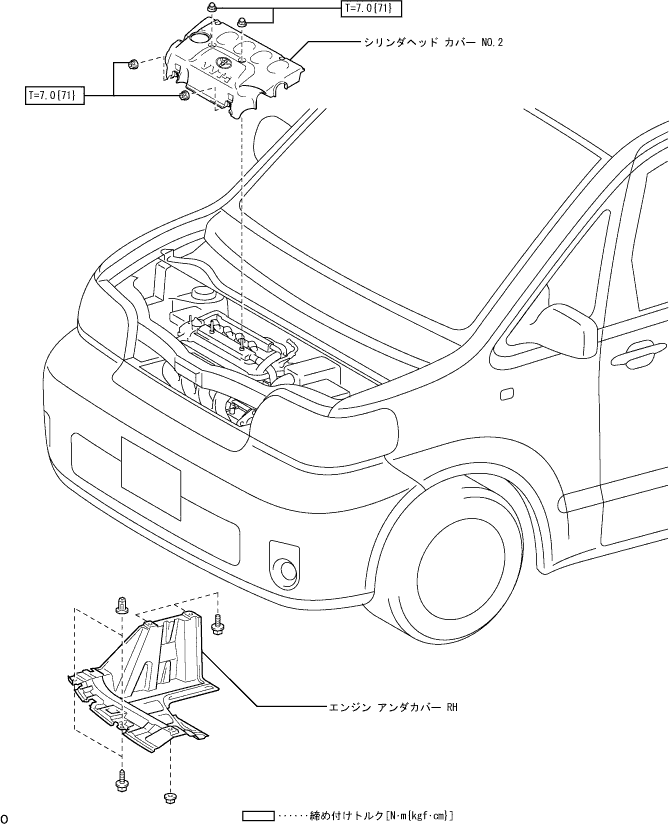 T=7.0{71}
シリンダヘッド カバー NO.2
T=7.0{71}
エンジン アンダカバー RH
······締め付けトルク[N·m{kgf·cm}]
O